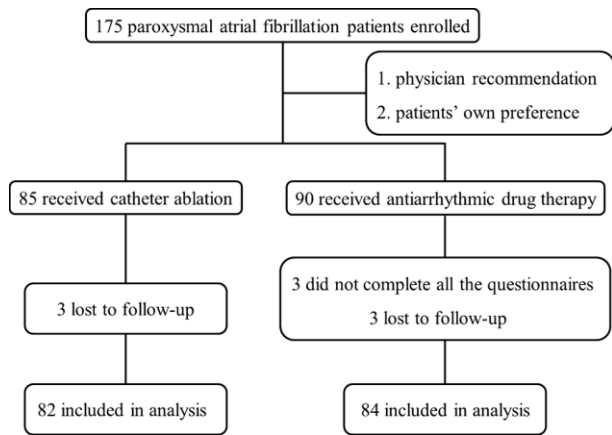 175 paroxysmal atrial fibrillation patients enrolled
1. physician recommendation
2. patients' own preference
85 received catheter ablation
90 received antiarrhythmic drug therapy
3 lost to follow-up
3 did not complete all the questionnaires
3 lost to follow-up
82 included in analysis
84 included in analysis